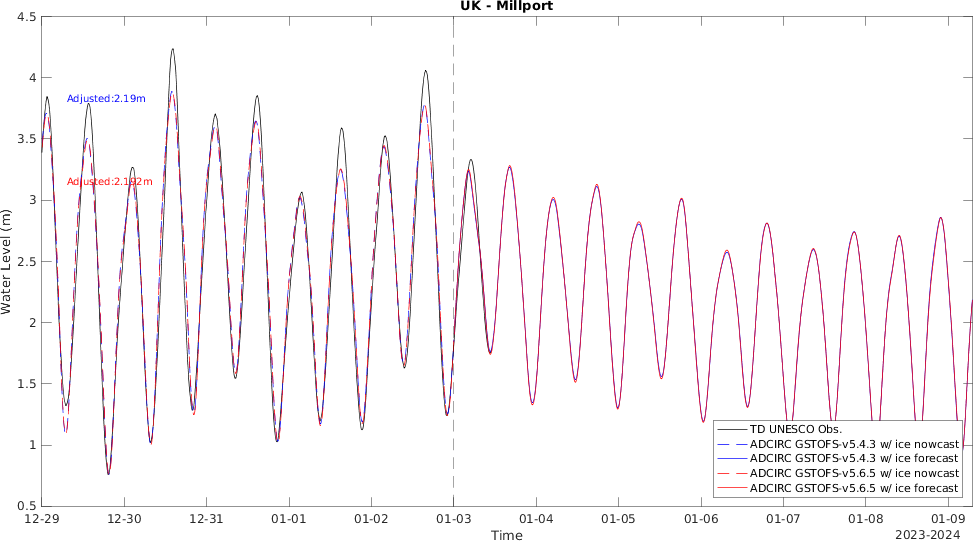 UK - Millport
4.5
4
3.5
3
2.5
2
1.5
1
0.5
Water Level (m)
Adjusted:2.19m
Adjusted:2.192m
TD UNESCO Obs.
ADCIRC GSTOFS-v5.4.3 w/ ice nowcast
ADCIRC GSTOFS-v5.4.3 w/ ice forecast
ADCIRC GSTOFS-v5.6.5 w/ ice nowcast
ADCIRC GSTOFS-v5.6.5 w/ ice forecast
12-29 12-30 12-31 01-01 01-02 01-03 01-04 01-05 01-06 01-07 01-08 01-09
Time
2023-2024